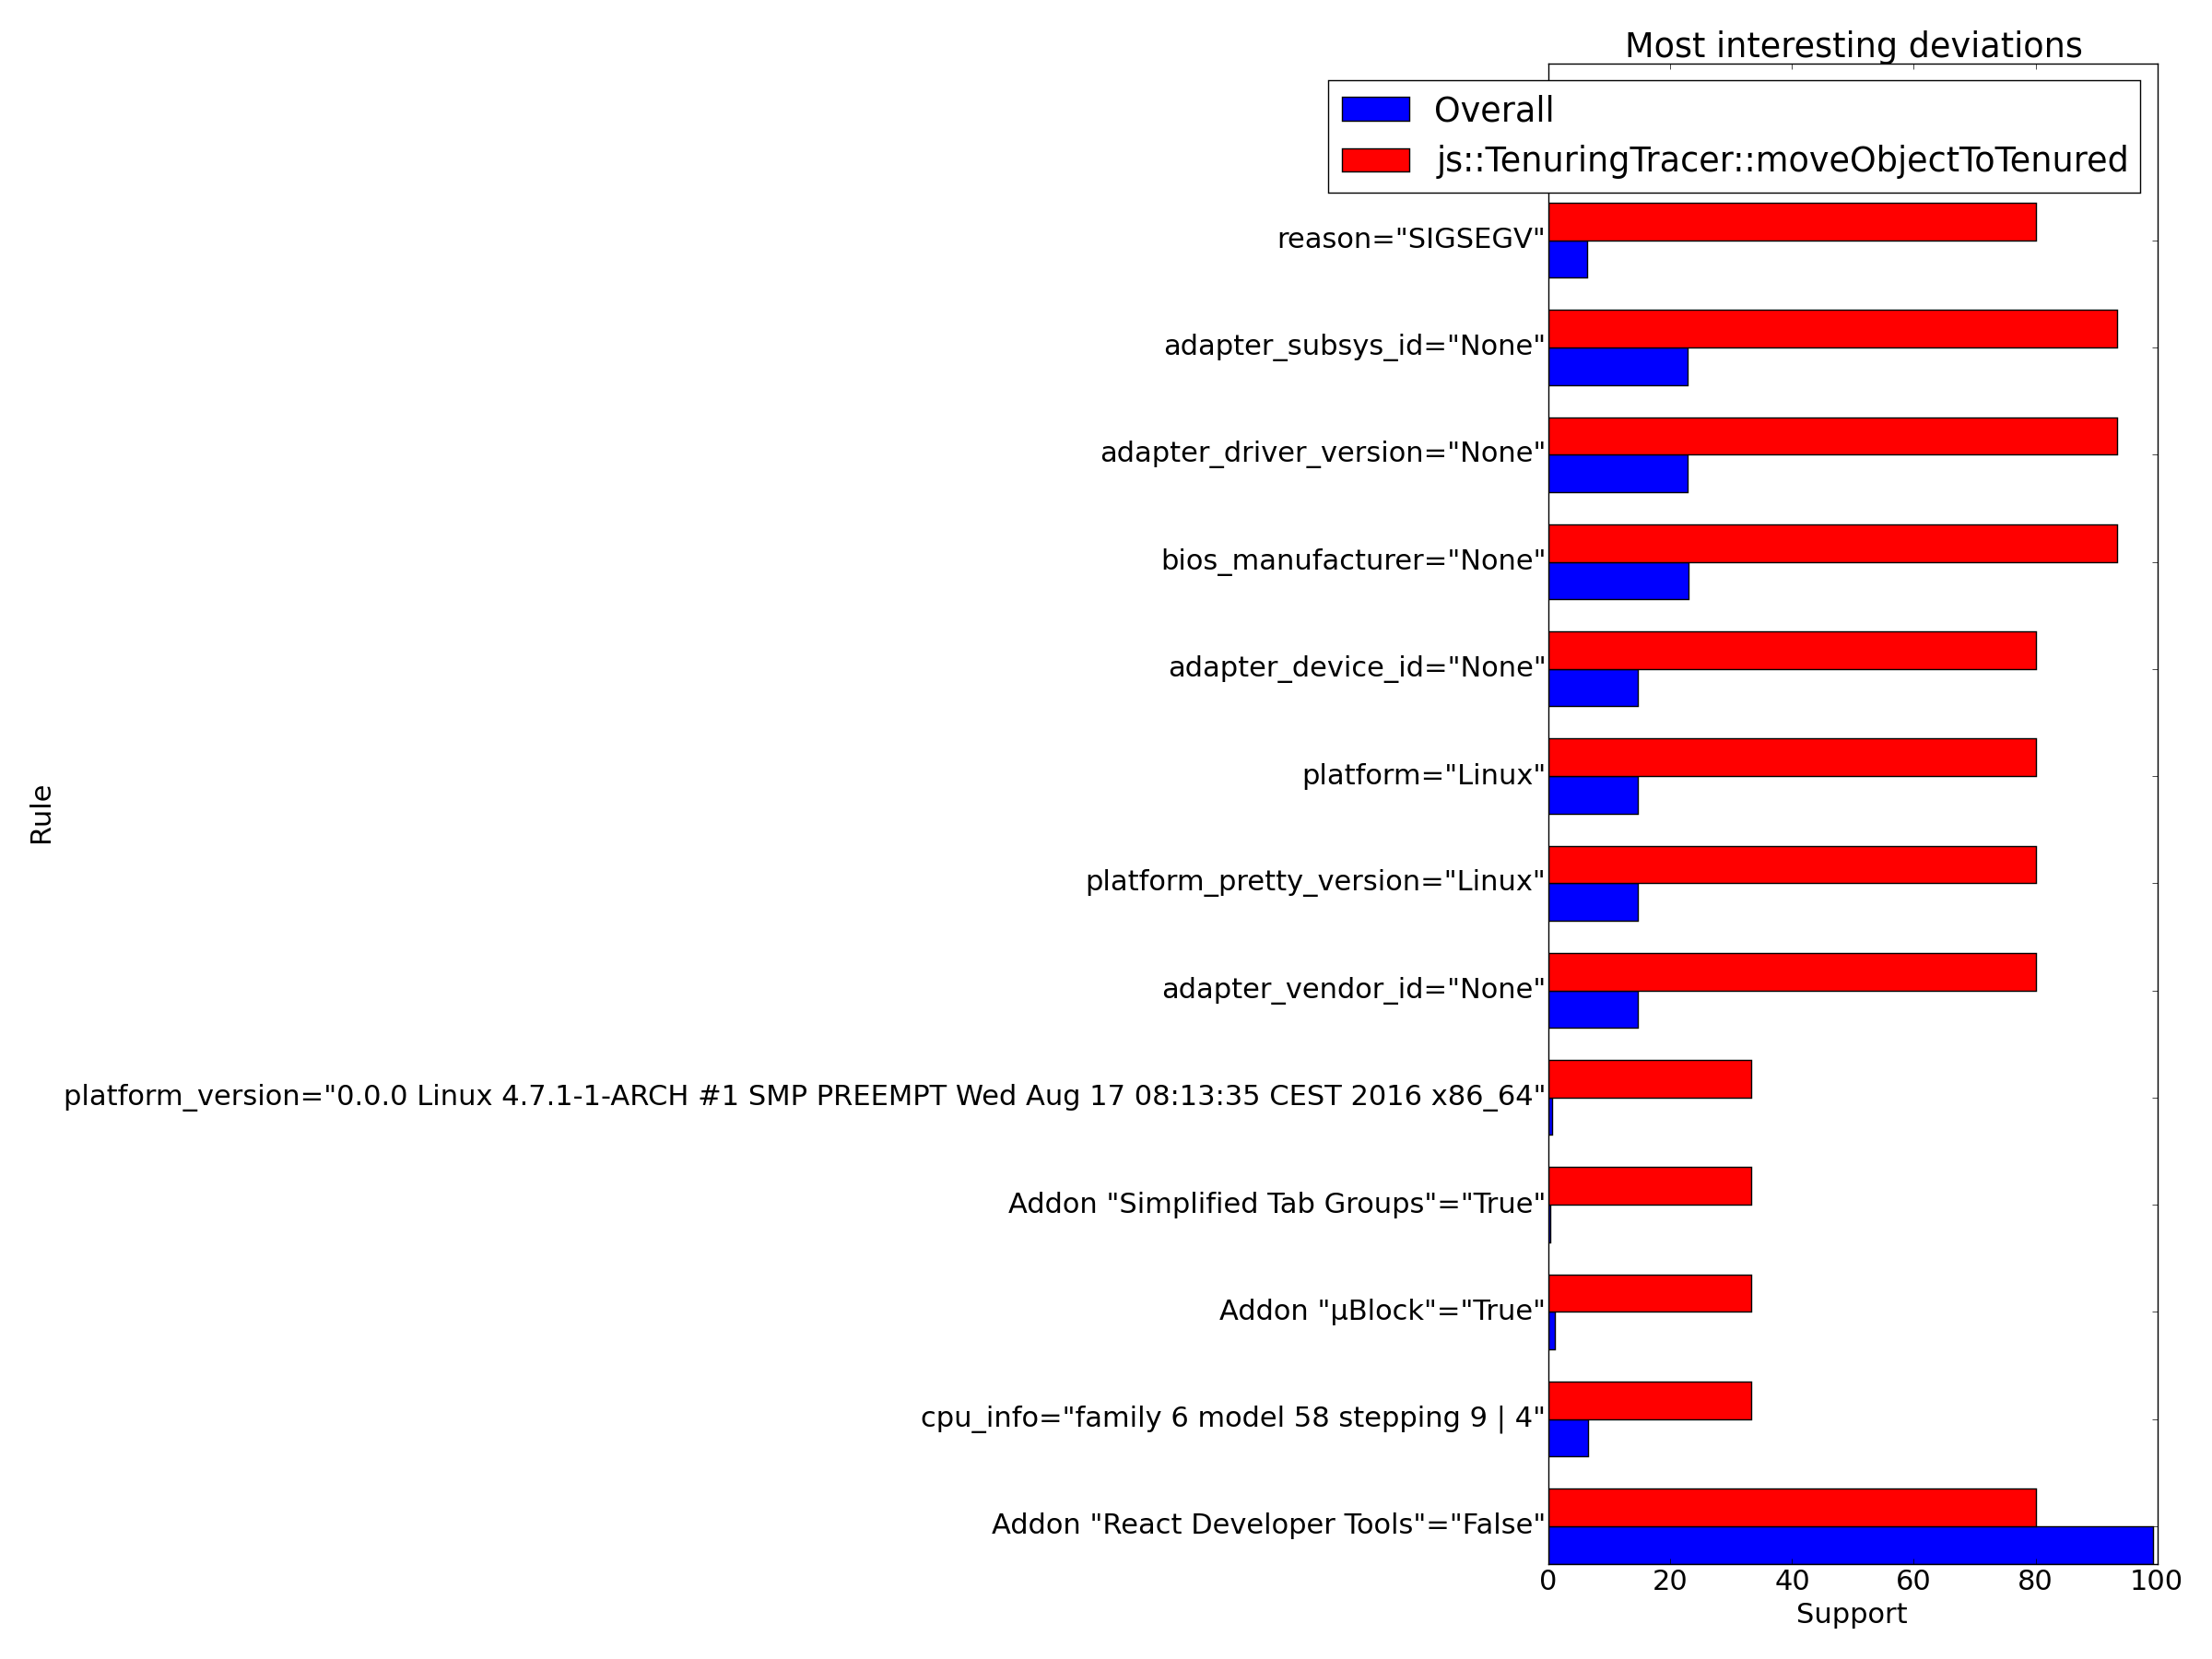 Most interesting deviations
Overall
js::TenuringTracer::moveObjectToTenured
reason="SIGSEGV"
adapter_subsys_id="None"
adapter_driver_version="None"
bios_manufacturer="None"
adapter_device_id="None"
platform="Linux"
platform_pretty_version="Linux"
adapter_vendor_id="None"
platform_version="0.0.0 Linux 4.7.1-1-ARCH #1 SMP PREEMPT Wed Aug 17 08:13:35 CEST 2016 x86_64"
Addon "Simplified Tab Groups"="True"
Addon "µBlock"="True"
cpu_info="family 6 model 58 stepping 9 | 4"
Addon "React Developer Tools"="False"
Rule
0 20 40 60 80 100
Support